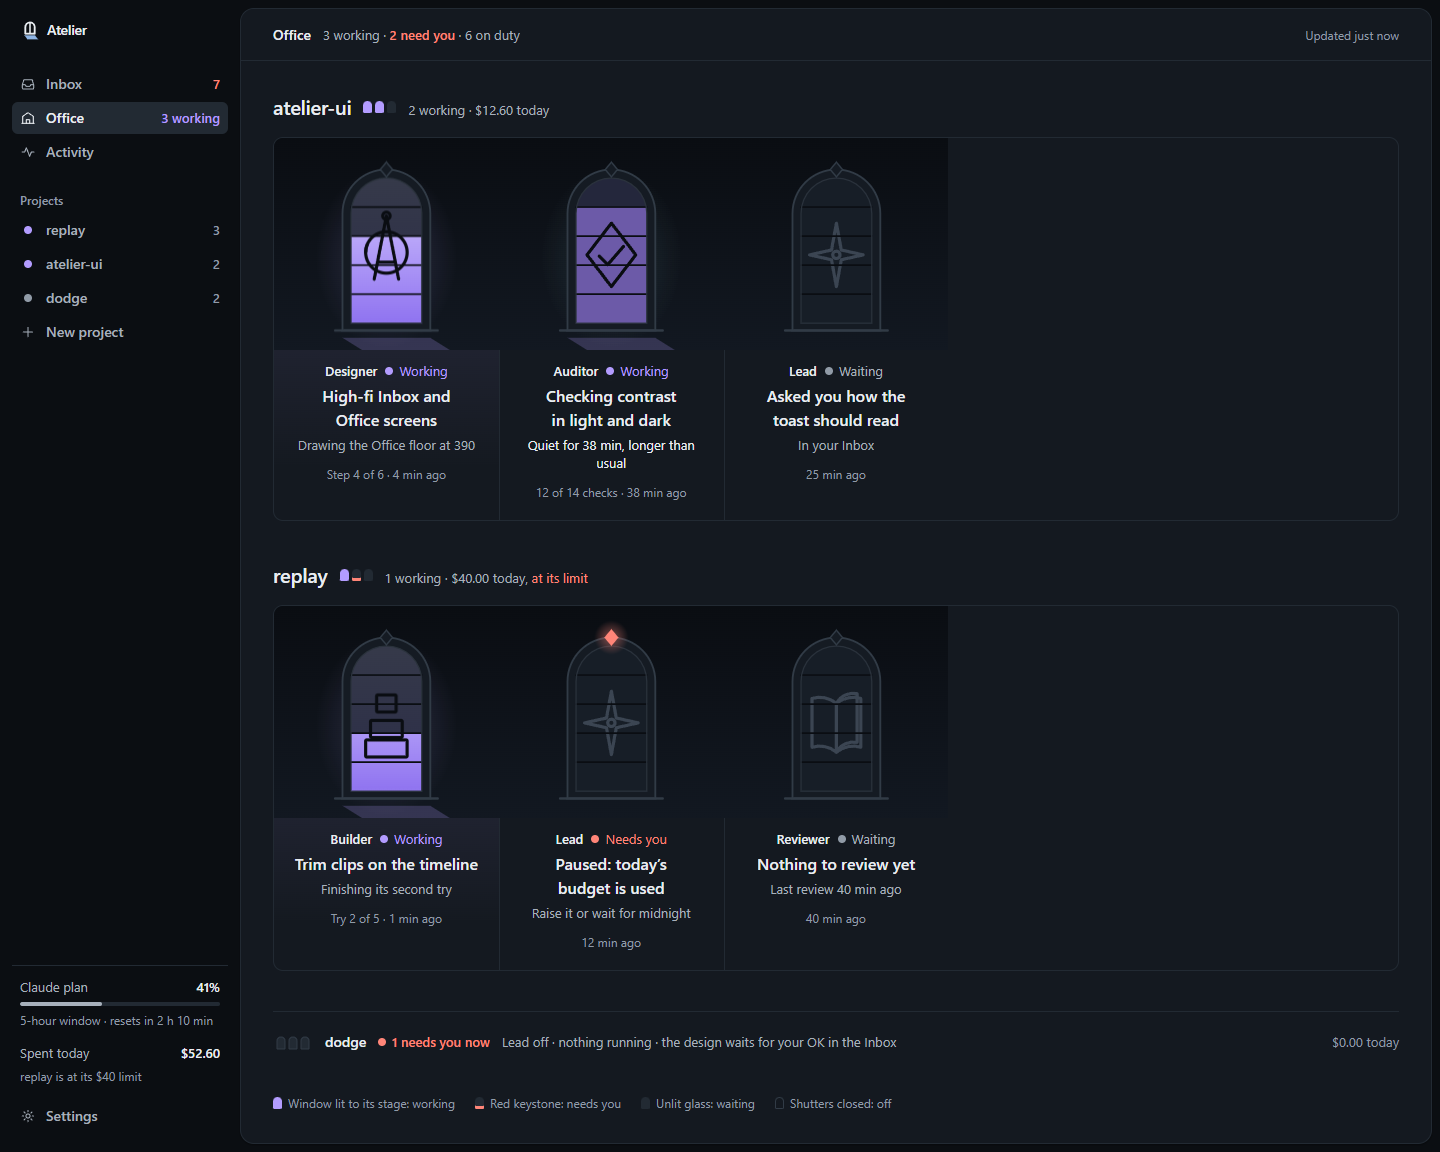 Atelier
Inbox 7
Office 3 working
Activity
Projects
replay 3
atelier-ui 2
dodge 2
New project
Claude plan 41%
5-hour window · resets in 2 h 10 min
Spent today $52.60
replay is at its $40 limit
Settings
Office 3 working · 2 need you · 6 on duty
Updated just now
atelier-ui 2 working · $12.60 today
Designer Working
High-fi Inbox and
Office screens
Drawing the Office floor at 390
Step 4 of 6 · 4 min ago
Auditor Working
Checking contrast
in light and dark
Quiet for 38 min, longer than
usual
12 of 14 checks · 38 min ago
Lead Waiting
Asked you how the
toast should read
In your Inbox
25 min ago
replay 1 working · $40.00 today, at its limit
Builder Working
Trim clips on the timeline
Finishing its second try
Try 2 of 5 · 1 min ago
Lead Needs you
Paused: today's
budget is used
Raise it or wait for midnight
12 min ago
Reviewer Waiting
Nothing to review yet
Last review 40 min ago
40 min ago
dodge 1 needs you now Lead off · nothing running · the design waits for your OK in the Inbox $0.00 today
Window lit to its stage: working Red keystone: needs you Unlit glass: waiting Shutters closed: off